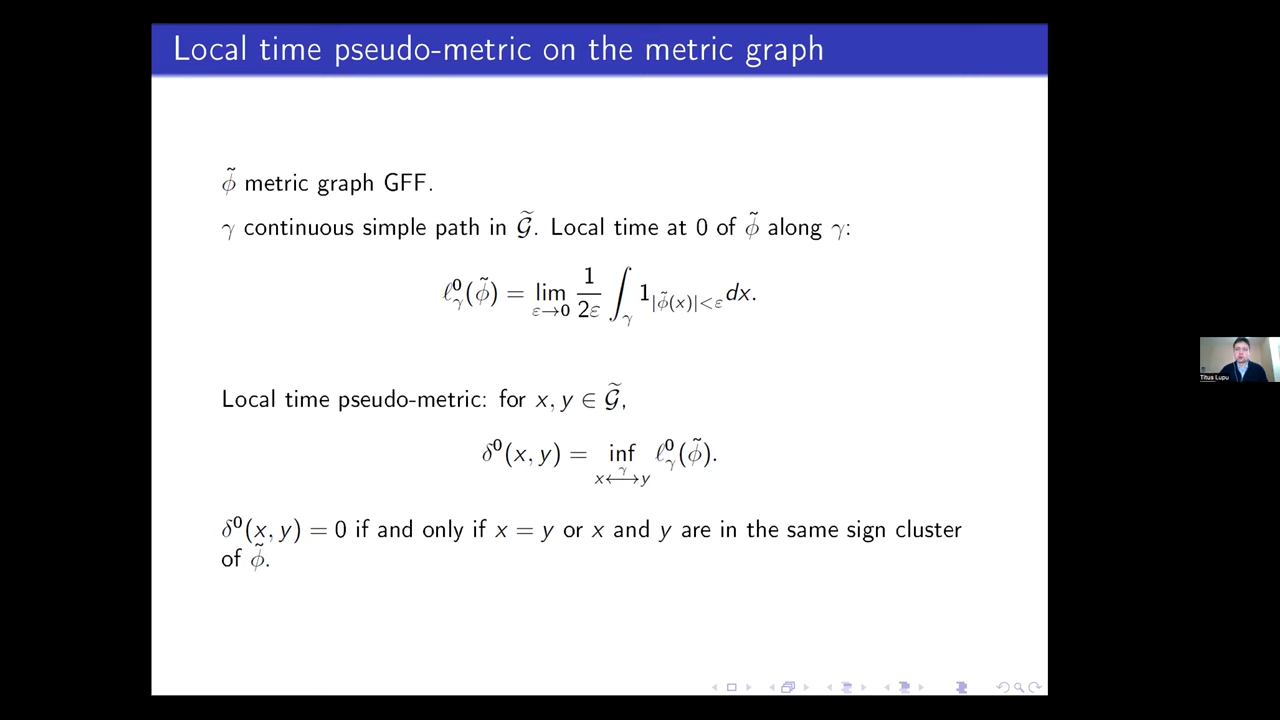 Local time pseudo-metric on the metric graph
ϕ̃ metric graph GFF.
γ continuous simple path in 𝒢̃. Local time at 0 of ϕ̃ along γ:
ℓ⁰_γ(ϕ̃) = lim_{ε→0} 1/2ε ∫_γ 1_{|ϕ̃(x)|<ε} dx.
Local time pseudo-metric: for x, y ∈ 𝒢̃,
δ⁰(x, y) = inf_{x ⟷^γ y} ℓ⁰_γ(ϕ̃).
δ⁰(x, y) = 0 if and only if x = y or x and y are in the same sign cluster
of ϕ̃.
Titus Lupu